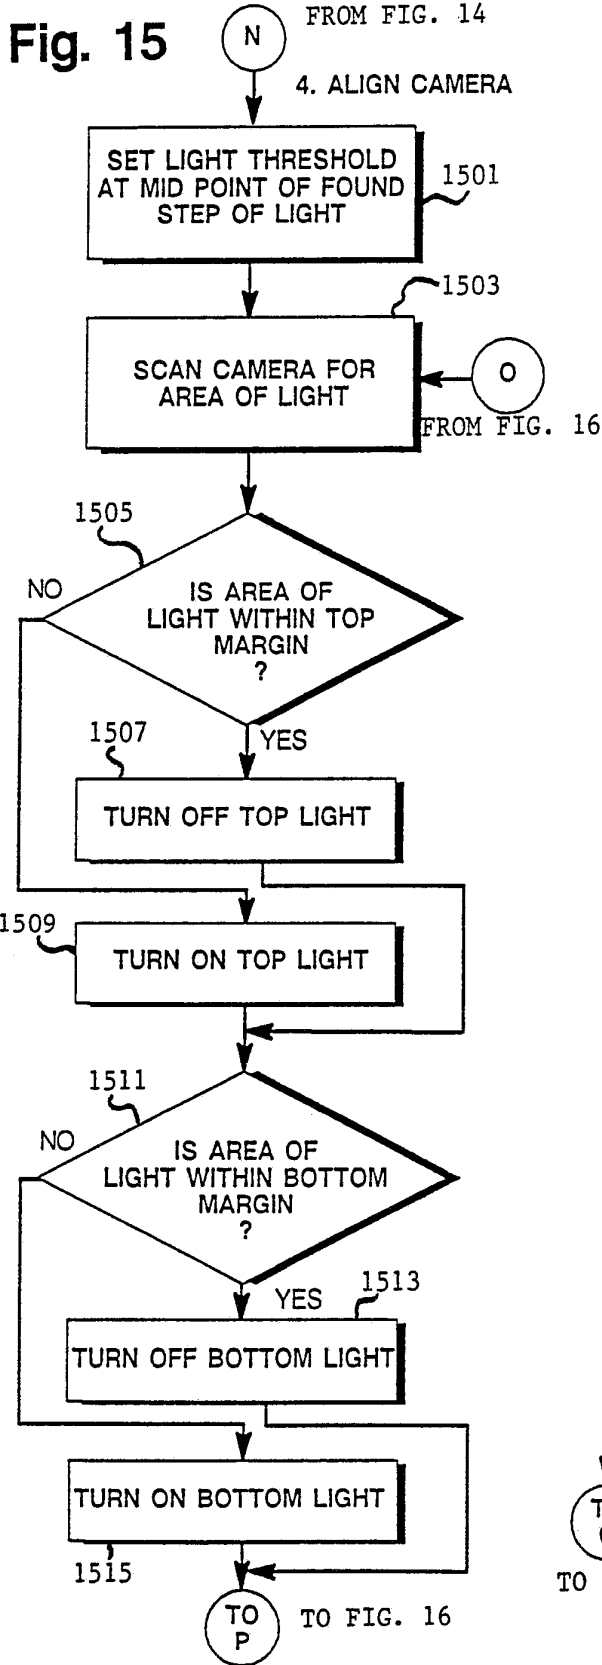 Fig. 15
N
FROM FIG. 14
4. ALIGN CAMERA
SET LIGHT THRESHOLD
AT MID POINT OF FOUND
STEP OF LIGHT
1501
1503
SCAN CAMERA FOR
AREA OF LIGHT
O
FROM FIG. 16
1505
NO
IS AREA OF
LIGHT WITHIN TOP
MARGIN
?
YES
1507
TURN OFF TOP LIGHT
1509
TURN ON TOP LIGHT
1511
NO
IS AREA OF
LIGHT WITHIN BOTTOM
MARGIN
?
YES
1513
TURN OFF BOTTOM LIGHT
TURN ON BOTTOM LIGHT
1515
TO
P
TO FIG. 16
TO